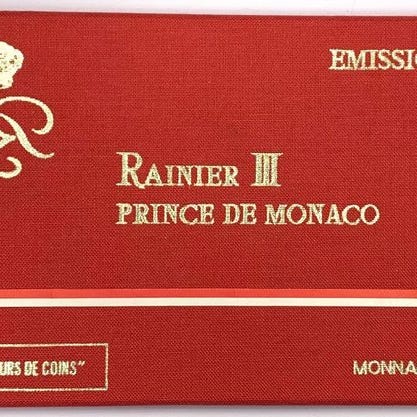 EMISSIO
RAINIER III
PRINCE DE MONACO
URS DE COINS"
MONNA